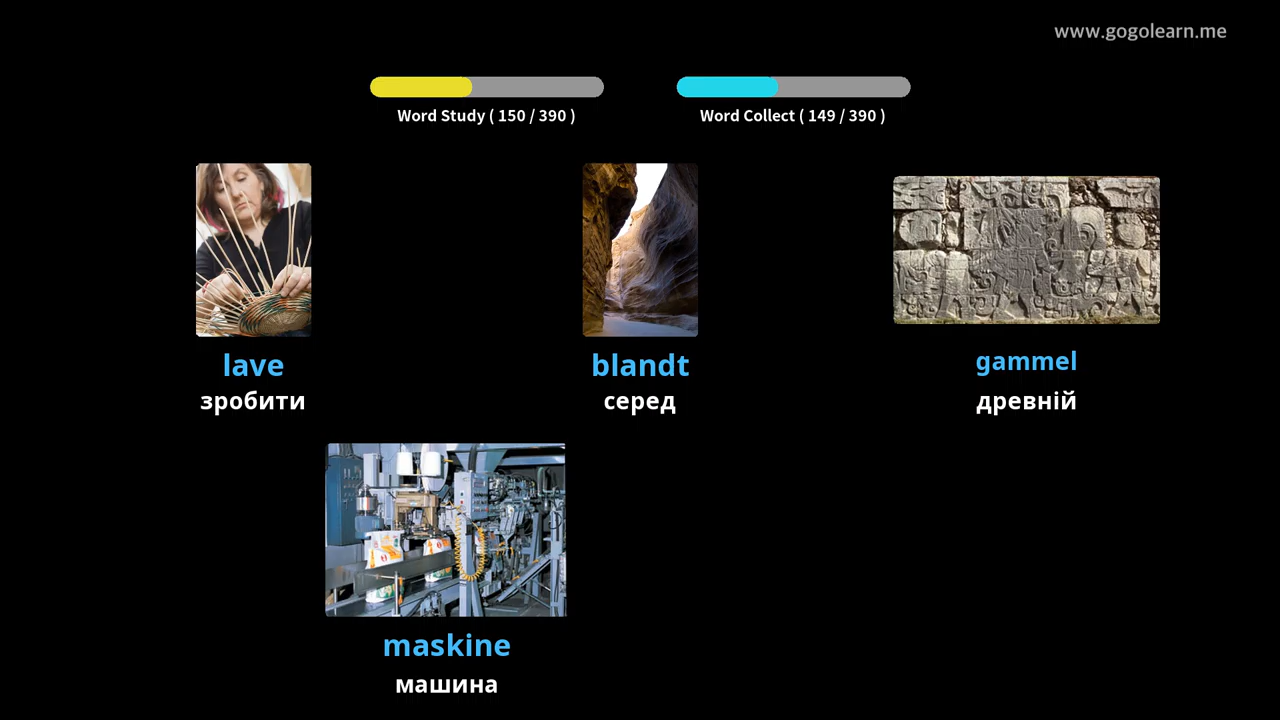 www.gogolearn.me
Word Study ( 150 / 390 )
Word Collect ( 149 / 390 )
lave
зробити
blandt
серед
gammel
древній
maskine
машина